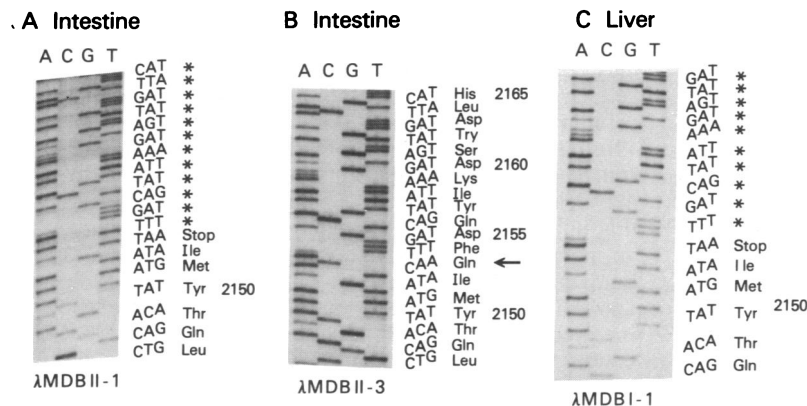 A Intestine
A C G T
CAT *
TTA *
GAT *
TAT *
AGT *
GAT *
AAA *
ATT *
TAT *
CAG *
GAT *
TTT *
TAA Stop
ATA Ile
ATG Met
TAT Tyr 2150
ACA Thr
CAG Gln
CTG Leu
λMDBII-1
B Intestine
A C G T
CAT His 2165
TTA Leu
GAT Asp
TAT Try
AGT Ser
GAT Asp 2160
AAA Lys
ATT Ile
TAT Tyr
CAG Gln
GAT Asp 2155
TTT Phe
CAA Gln ←
ATA Ile
ATG Met
TAT Tyr 2150
ACA Thr
CAG Gln
CTG Leu
λMDBII-3
C Liver
A C G T
GAT *
TAT *
AGT *
GAT *
AAA *
ATT *
TAT *
CAG *
GAT *
TTT *
TAA Stop
ATA Ile
ATG Met
TAT Tyr 2150
ACA Thr
CAG Gln
λMDBI-1